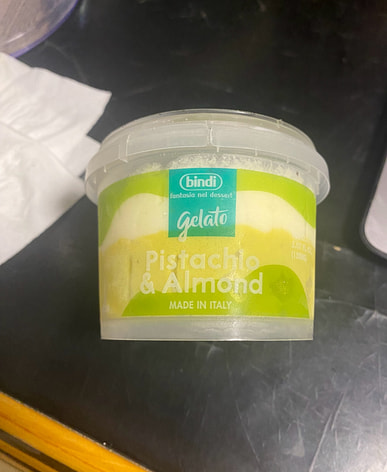 bindi
fantasia nel dessert
gelato
Pistachio
& Almond
MADE IN ITALY